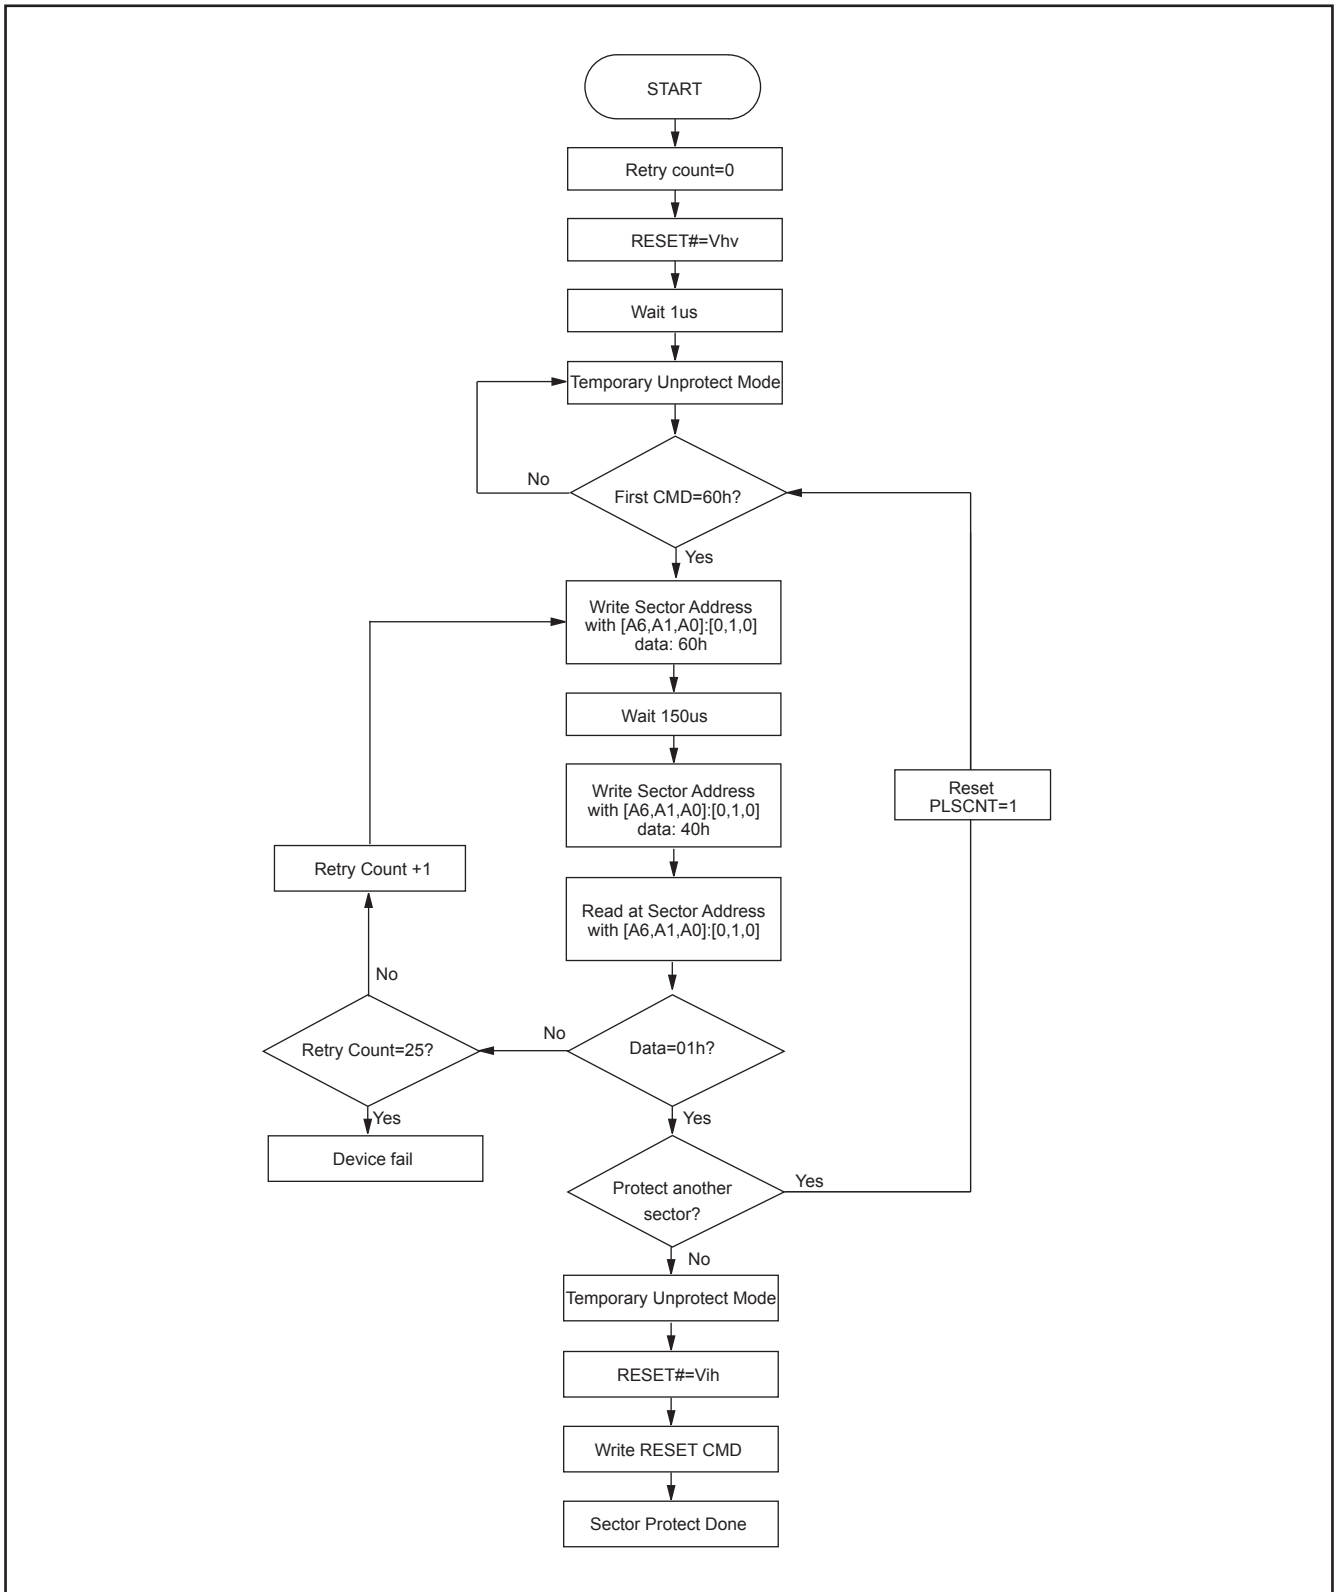 START
Retry count=0
RESET#=Vhv
Wait 1us
Temporary Unprotect Mode
No
First CMD=60h?
Yes
Write Sector Address
with [A6,A1,A0]:[0,1,0]
data: 60h
Wait 150us
Write Sector Address
with [A6,A1,A0]:[0,1,0]
data: 40h
Reset
PLSCNT=1
Retry Count +1
Read at Sector Address
with [A6,A1,A0]:[0,1,0]
No
No
Retry Count=25?
Data=01h?
Yes
Yes
Device fail
Protect another
sector?
Yes
No
Temporary Unprotect Mode
RESET#=Vih
Write RESET CMD
Sector Protect Done